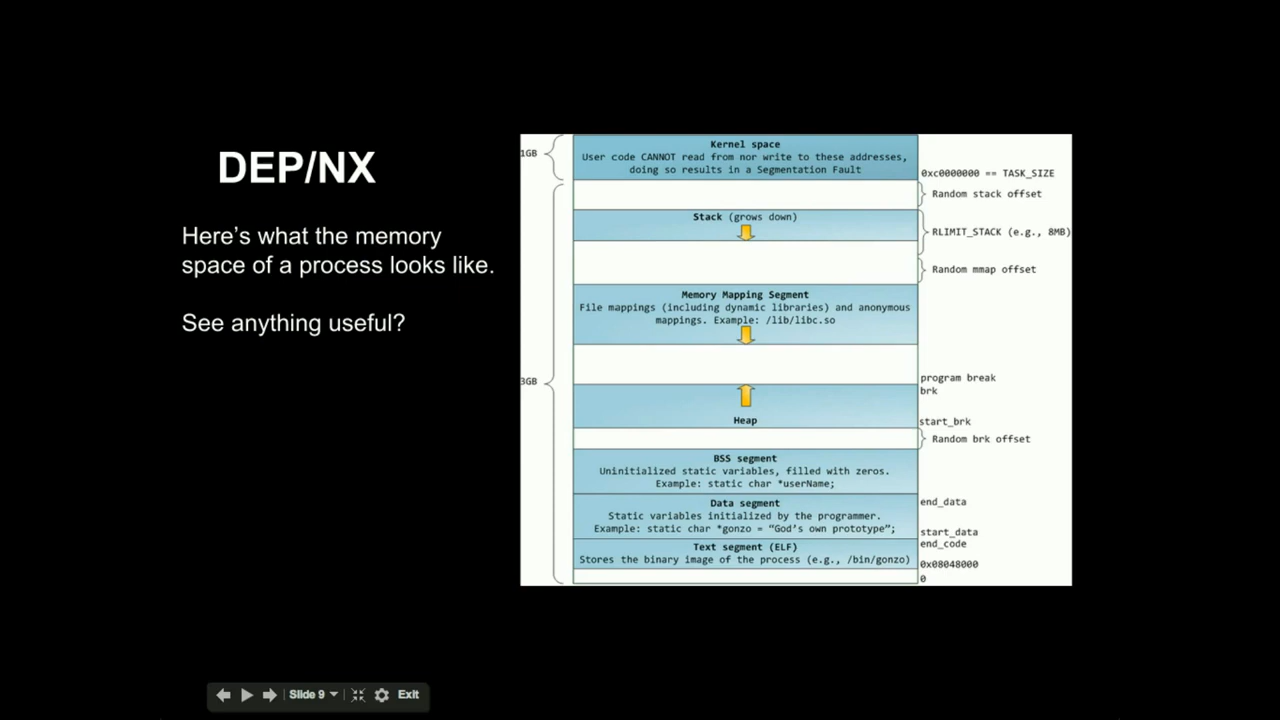 DEP/NX
Here's what the memory
space of a process looks like.
See anything useful?
1GB
Kernel space
User code CANNOT read from nor write to these addresses,
doing so results in a Segmentation Fault
0xc0000000 == TASK_SIZE
Random stack offset
Stack (grows down)
RLIMIT_STACK (e.g., 8MB)
Random mmap offset
Memory Mapping Segment
File mappings (including dynamic libraries) and anonymous
mappings. Example: /lib/libc.so
3GB
program break
brk
Heap
start_brk
Random brk offset
BSS segment
Uninitialized static variables, filled with zeros.
Example: static char *userName;
Data segment
Static variables initialized by the programmer.
Example: static char *gonzo = “God's own prototype”;
end_data
start_data
Text segment (ELF)
Stores the binary image of the process (e.g., /bin/gonzo)
end_code
0x08048000
0
Slide 9
Exit